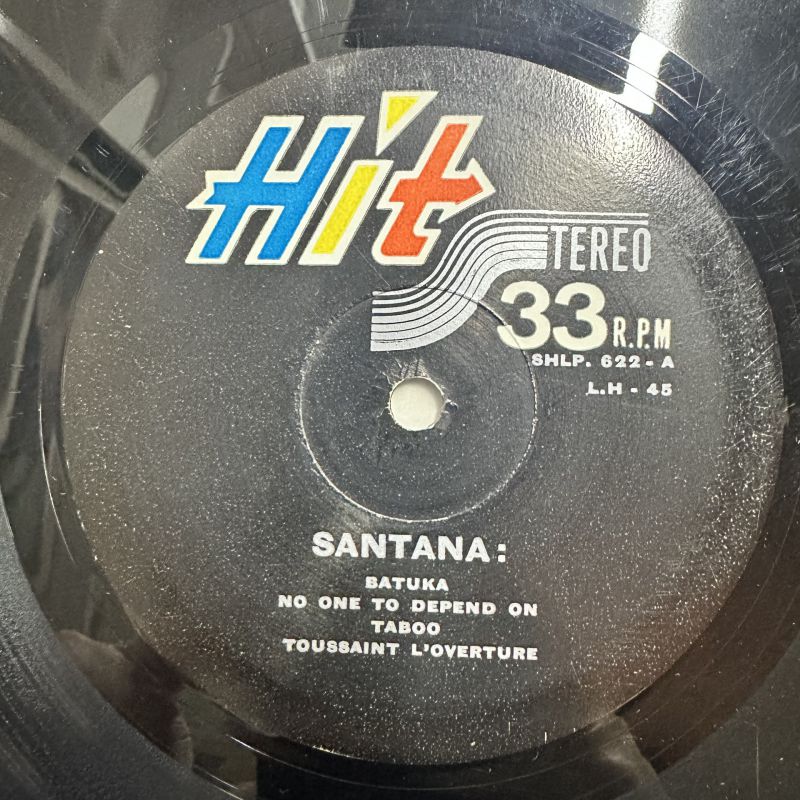 Hit
STEREO
33 R.P.M
SHLP. 622-A
L.H - 45
SANTANA:
BATUKA
NO ONE TO DEPEND ON
TABOO
TOUSSAINT L'OVERTURE